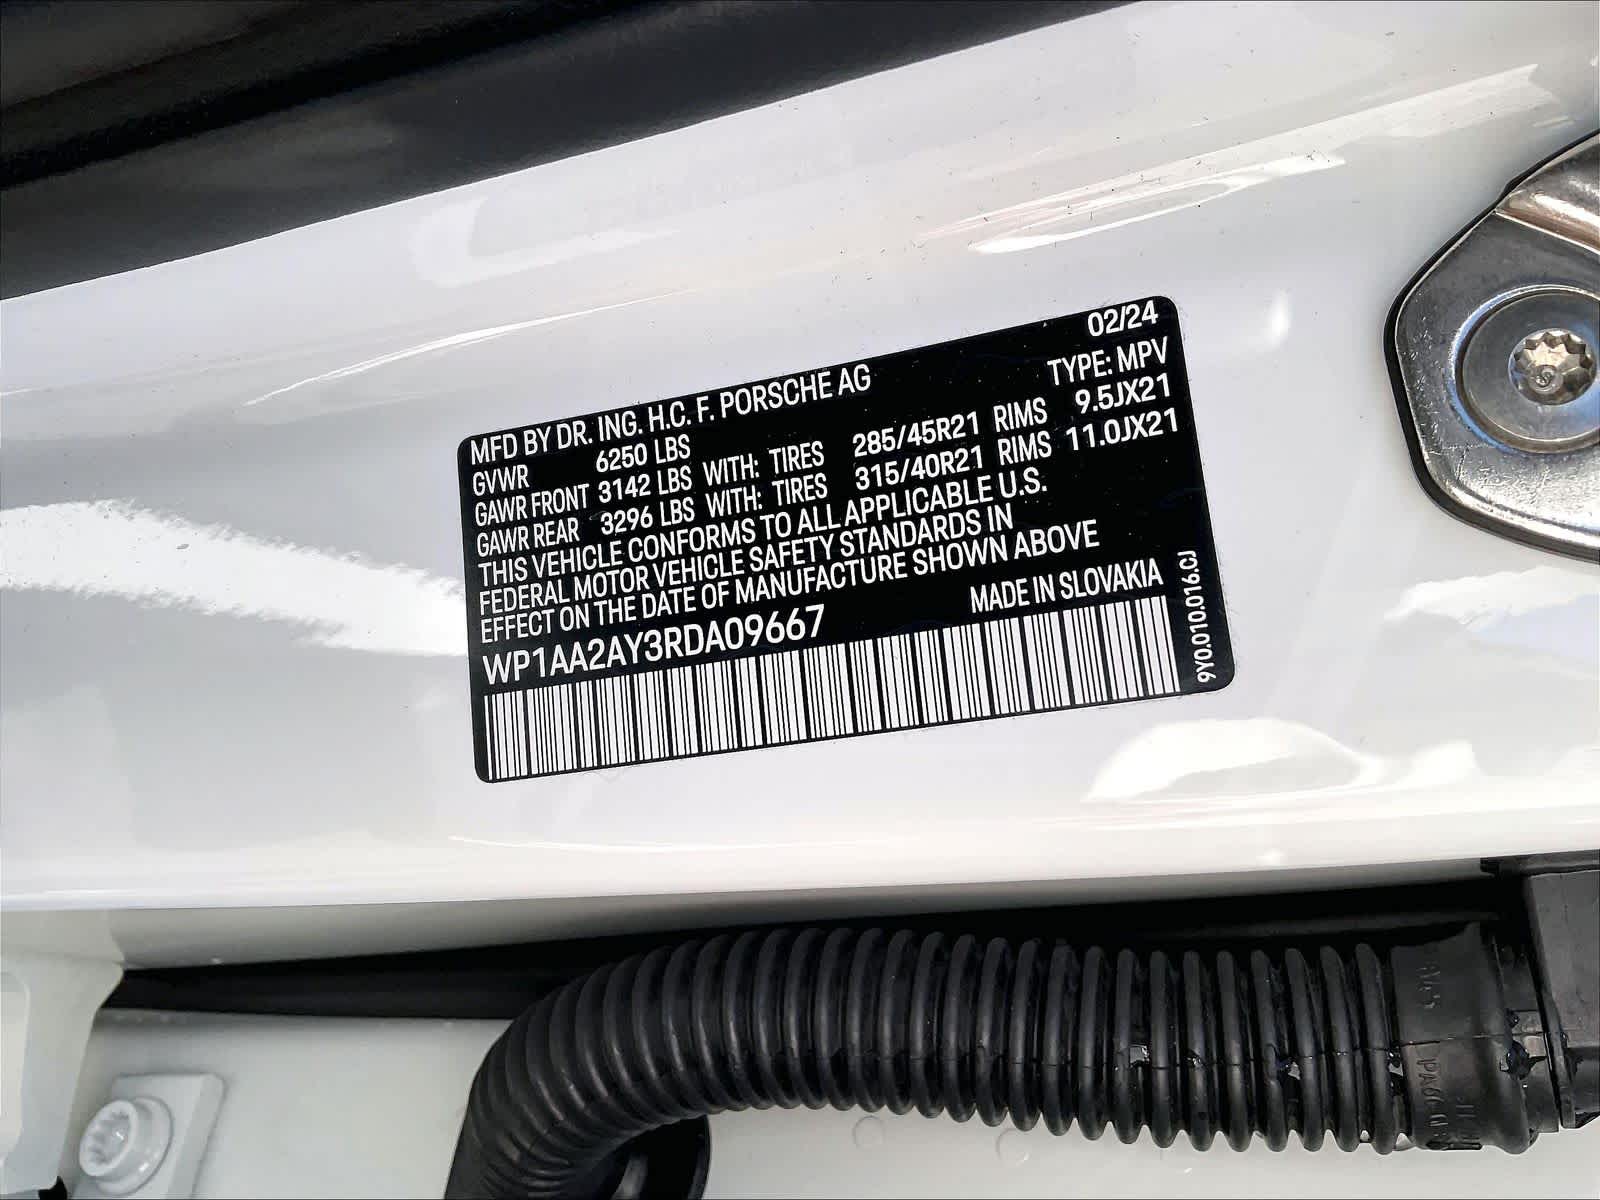 02/24
MFD BY DR. ING. H.C. F. PORSCHE AG
TYPE: MPV
GVWR 6250 LBS
GAWR FRONT 3142 LBS WITH: TIRES 285/45R21 RIMS 9.5JX21
GAWR REAR 3296 LBS WITH: TIRES 315/40R21 RIMS 11.0JX21
THIS VEHICLE CONFORMS TO ALL APPLICABLE U.S.
FEDERAL MOTOR VEHICLE SAFETY STANDARDS IN
EFFECT ON THE DATE OF MANUFACTURE SHOWN ABOVE
WP1AA2AY3RDA09667 MADE IN SLOVAKIA
9Y0.010.016.CJ